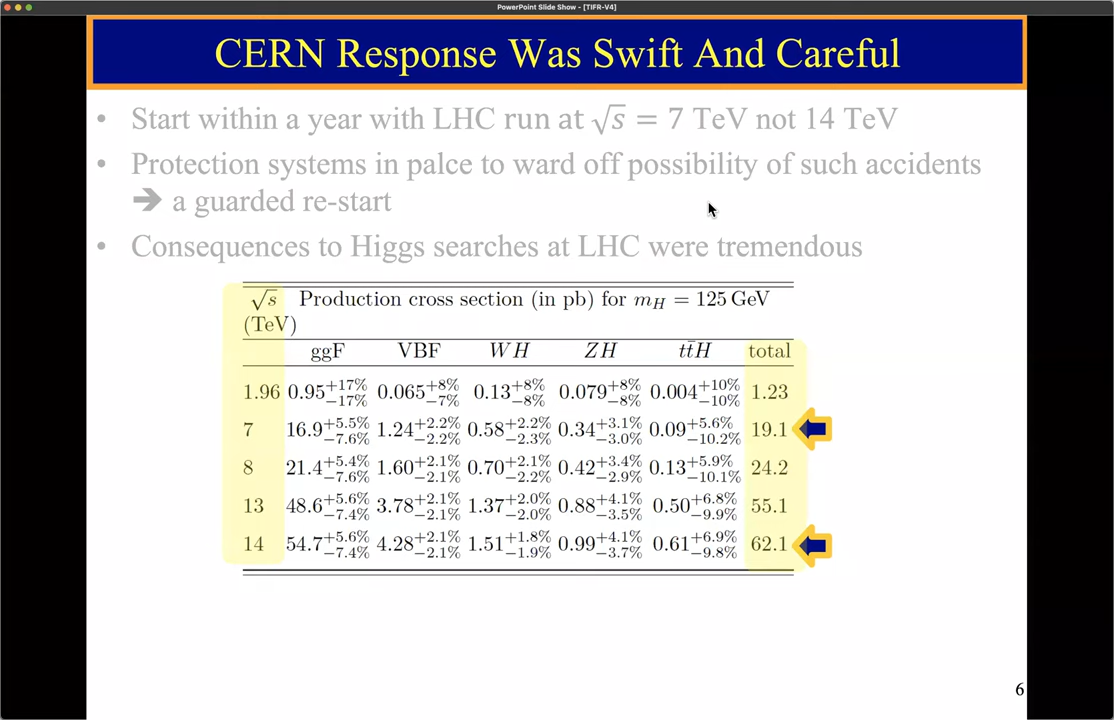 PowerPoint Slide Show - [TIFR-V4]
CERN Response Was Swift And Careful
• Start within a year with LHC run at √s = 7 TeV not 14 TeV
• Protection systems in palce to ward off possibility of such accidents
➔ a guarded re-start
• Consequences to Higgs searches at LHC were tremendous
√s Production cross section (in pb) for m_H = 125 GeV
(TeV)
ggF VBF WH ZH tt̄H total
1.96 0.95+17%−17% 0.065+8%−7% 0.13+8%−8% 0.079+8%−8% 0.004+10%−10% 1.23
7 16.9+5.5%−7.6% 1.24+2.2%−2.2% 0.58+2.2%−2.3% 0.34+3.1%−3.0% 0.09+5.6%−10.2% 19.1
8 21.4+5.4%−7.6% 1.60+2.1%−2.1% 0.70+2.1%−2.2% 0.42+3.4%−2.9% 0.13+5.9%−10.1% 24.2
13 48.6+5.6%−7.4% 3.78+2.1%−2.1% 1.37+2.0%−2.0% 0.88+4.1%−3.5% 0.50+6.8%−9.9% 55.1
14 54.7+5.6%−7.4% 4.28+2.1%−2.1% 1.51+1.8%−1.9% 0.99+4.1%−3.7% 0.61+6.9%−9.8% 62.1
6